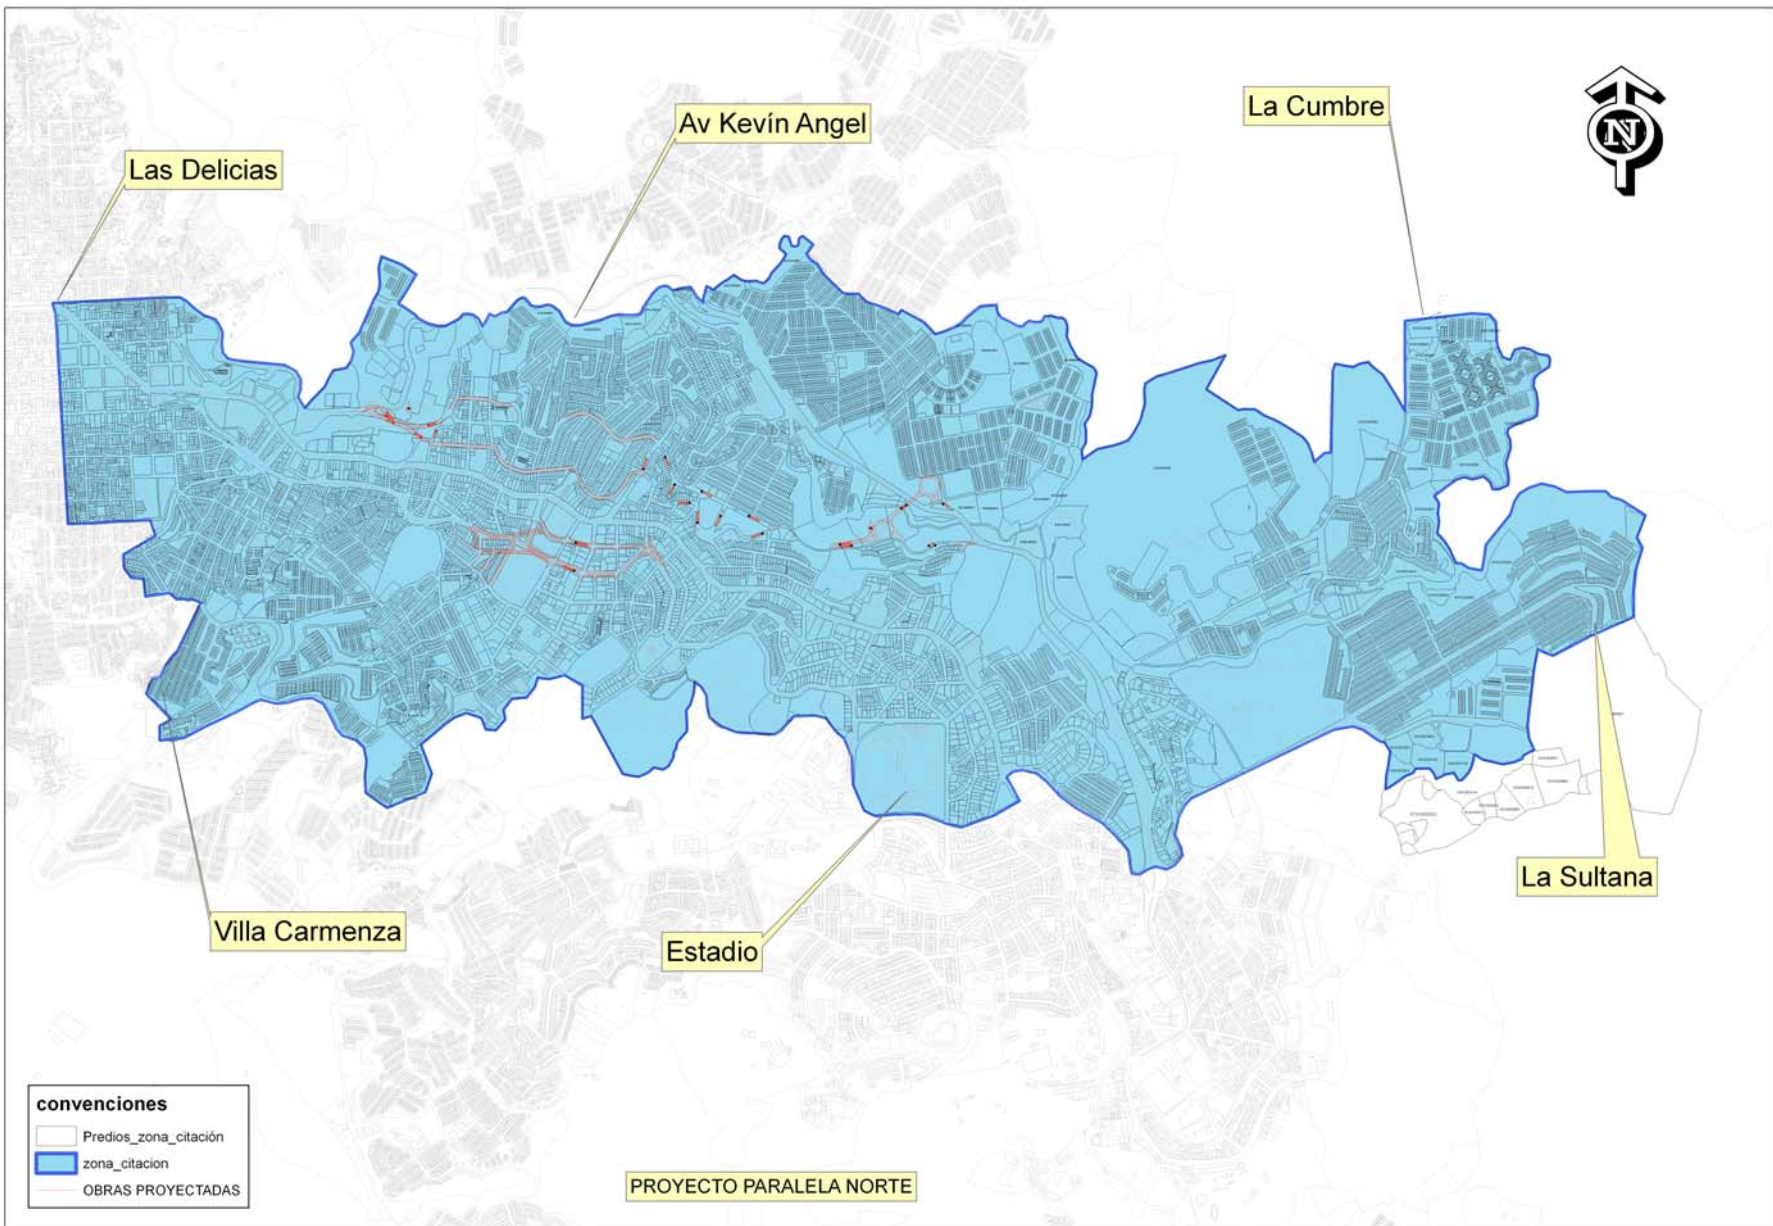 La Cumbre
Av Kevín Angel
Las Delicias
N
La Sultana
Villa Carmenza
Estadio
convenciones
Predios_zona_citación
zona_citacion
OBRAS PROYECTADAS
PROYECTO PARALELA NORTE